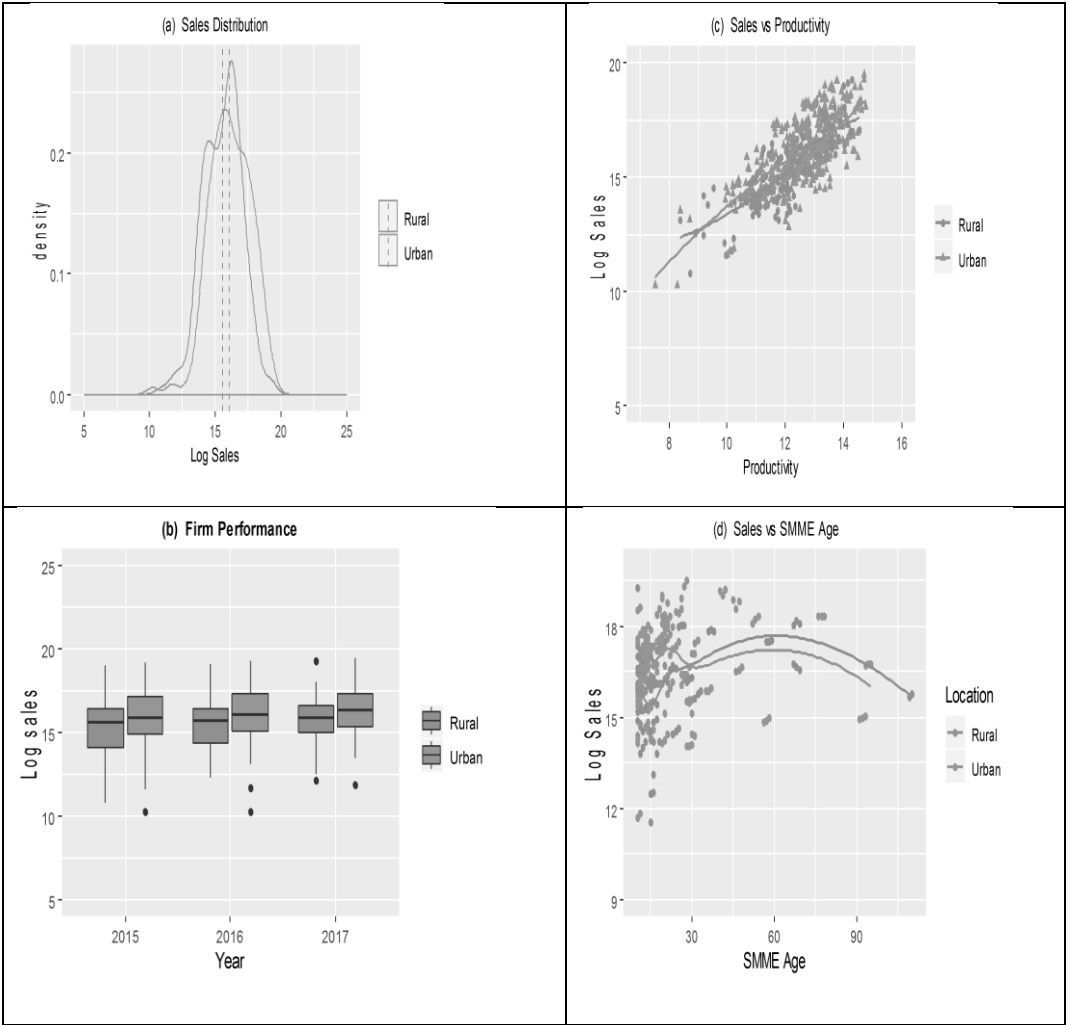 (a) Sales Distribution
density
0.2
0.1
0.0
5 10 15 20 25
Log Sales
Rural
Urban
(c) Sales vs Productivity
Log Sales
20
15
10
5
8 10 12 14 16
Productivity
Rural
Urban
(b) Firm Performance
Log sales
25
20
15
10
5
2015 2016 2017
Year
Rural
Urban
(d) Sales vs SMME Age
Log Sales
18
15
12
9
30 60 90
SMME Age
Location
Rural
Urban